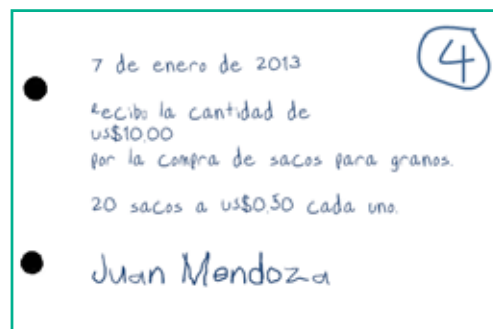 7 de enero de 2013
4
Recibo la cantidad de
US$10,00
por la compra de sacos para granos.
20 sacos a US$0,50 cada uno.
Juan Mendoza